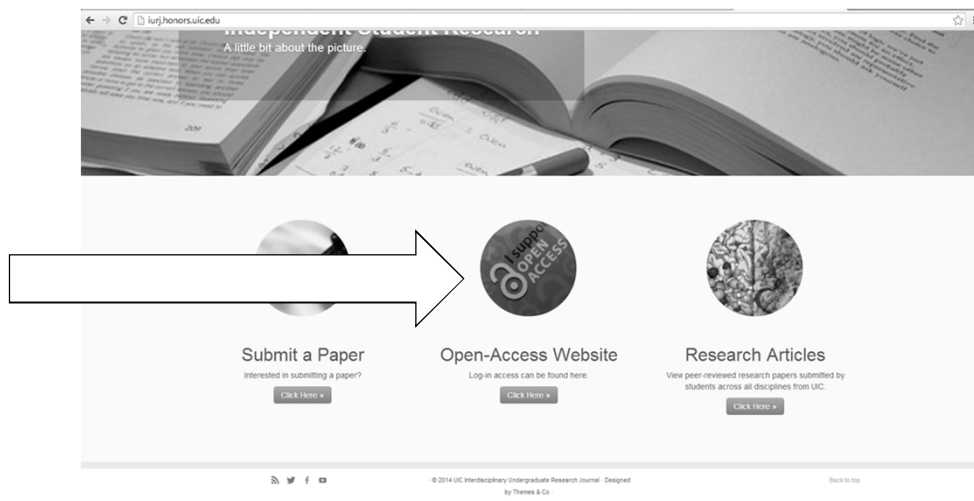 iurj.honors.uic.edu
Independent Student Research
A little bit about the picture.
209
I suppo
OPEN
ACCESS
Submit a Paper
Open-Access Website
Research Articles
Interested in submitting a paper?
Log-in access can be found here.
View peer-reviewed research papers submitted by
students across all disciplines from UIC.
Click Here »
Click Here »
Click Here »
· © 2014 UIC Interdisciplinary Undergraduate Research Journal · Designed
by Themes & Co ·
Back to top